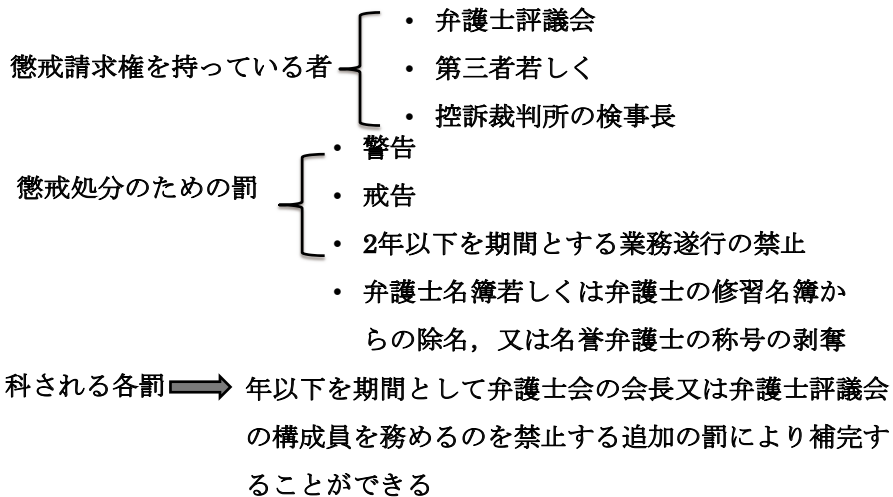 懲戒請求権を持っている者
• 弁護士評議会
• 第三者若しく
• 控訴裁判所の検事長
懲戒処分のための罰
• 警告
• 戒告
• 2年以下を期間とする業務遂行の禁止
• 弁護士名簿若しくは弁護士の修習名簿か
らの除名，又は名誉弁護士の称号の剥奪
科される各罰
年以下を期間として弁護士会の会長又は弁護士評議会
の構成員を務めるのを禁止する追加の罰により補完す
ることができる